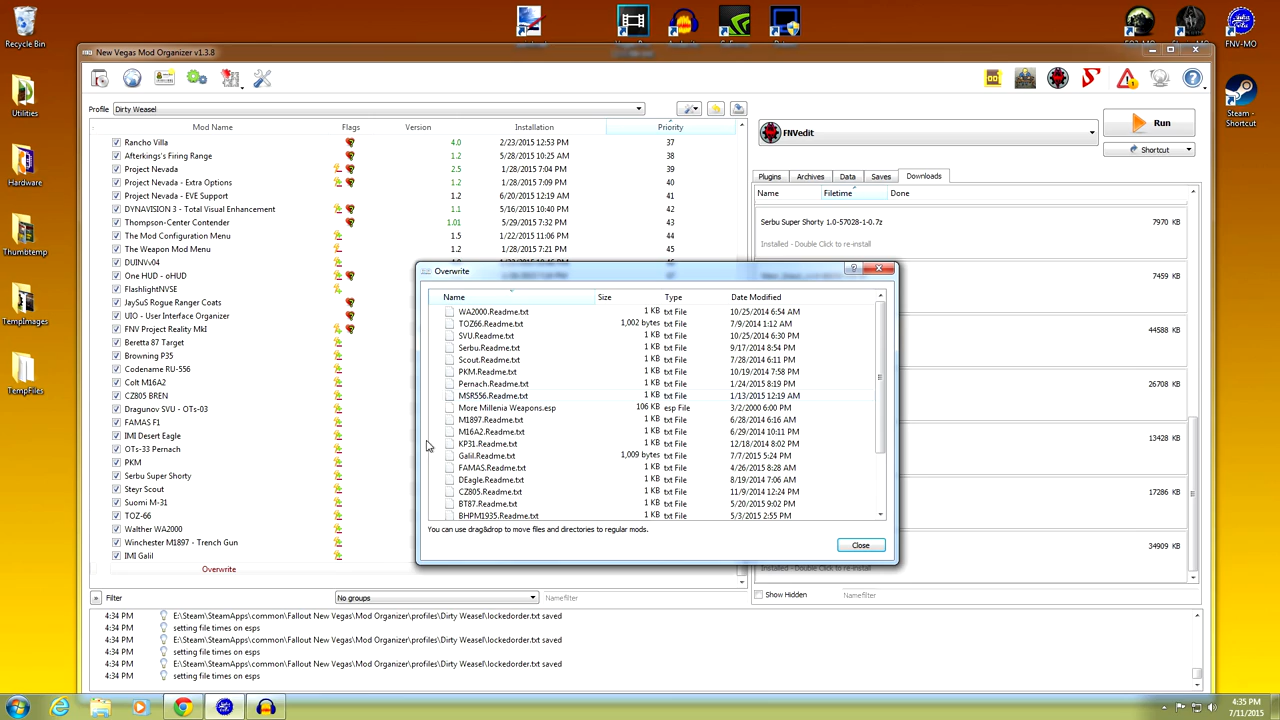 Recycle Bin
Utilities
Hardware
Thumbtemp
TempImages
TempFiles
FNV-MO
Steam - Shortcut
New Vegas Mod Organizer v1.3.8
Profile Dirty Weasel
Mod Name Flags Version Installation Priority
Rancho Villa 4.0 2/23/2015 12:53 PM 37
Afterkings's Firing Range 1.2 5/28/2015 10:25 AM 38
Project Nevada 2.5 1/28/2015 7:04 PM 39
Project Nevada - Extra Options 1.2 1/28/2015 7:09 PM 40
Project Nevada - EVE Support 1.2 6/20/2015 12:19 AM 41
DYNAVISION 3 - Total Visual Enhancement 1.1 5/16/2015 10:40 PM 42
Thompson-Center Contender 1.01 5/29/2015 7:32 PM 43
The Mod Configuration Menu 1.5 1/22/2015 11:06 PM 44
The Weapon Mod Menu 1.2 1/28/2015 7:21 PM 45
DUINVv04
One HUD - oHUD
FlashlightNVSE
JaySuS Rogue Ranger Coats
UIO - User Interface Organizer
FNV Project Reality MkI
Beretta 87 Target
Browning P35
Codename RU-556
Colt M16A2
CZ805 BREN
Dragunov SVU - OTs-03
FAMAS F1
IMI Desert Eagle
OTs-33 Pernach
PKM
Serbu Super Shorty
Steyr Scout
Suomi M-31
TOZ-66
Walther WA2000
Winchester M1897 - Trench Gun
IMI Galil
Overwrite
Filter No groups Namefilter
Overwrite
Name Size Type Date Modified
WA2000.Readme.txt 1 KB txt File 10/25/2014 6:54 AM
TOZ66.Readme.txt 1,002 bytes txt File 7/9/2014 1:12 AM
SVU.Readme.txt 1 KB txt File 10/25/2014 6:30 PM
Serbu.Readme.txt 1 KB txt File 9/17/2014 8:54 PM
Scout.Readme.txt 1 KB txt File 7/28/2014 6:11 PM
PKM.Readme.txt 1 KB txt File 10/19/2014 7:58 PM
Pernach.Readme.txt 1 KB txt File 1/24/2015 8:19 PM
MSR556.Readme.txt 1 KB txt File 1/13/2015 12:19 AM
More Millenia Weapons.esp 106 KB esp File 3/2/2000 6:00 PM
M1897.Readme.txt 1 KB txt File 6/28/2014 6:16 AM
M16A2.Readme.txt 1 KB txt File 6/29/2014 10:11 PM
KP31.Readme.txt 1 KB txt File 12/18/2014 8:02 PM
Galil.Readme.txt 1,009 bytes txt File 7/7/2015 5:24 PM
FAMAS.Readme.txt 1 KB txt File 4/26/2015 8:28 AM
DEagle.Readme.txt 1 KB txt File 8/19/2014 7:06 AM
CZ805.Readme.txt 1 KB txt File 11/9/2014 12:24 PM
BT87.Readme.txt 1 KB txt File 5/20/2015 9:02 PM
BHPM1935.Readme.txt 1 KB txt File 5/3/2015 2:55 PM
You can use drag&drop to move files and directories to regular mods.
Close
FNVedit
Run
Shortcut
Plugins Archives Data Saves Downloads
Name Filetime Done
Serbu Super Shorty 1.0-57028-1-0.7z 7970 KB
Installed - Double Click to re-install
7459 KB
44588 KB
26708 KB
13428 KB
17286 KB
34909 KB
Installed - Double Click to re-install
Show Hidden Namefilter
4:34 PM E:\Steam\SteamApps\common\Fallout New Vegas\Mod Organizer\profiles\Dirty Weasel\lockedorder.txt saved
4:34 PM setting file times on esps
4:34 PM E:\Steam\SteamApps\common\Fallout New Vegas\Mod Organizer\profiles\Dirty Weasel\lockedorder.txt saved
4:34 PM setting file times on esps
4:34 PM E:\Steam\SteamApps\common\Fallout New Vegas\Mod Organizer\profiles\Dirty Weasel\lockedorder.txt saved
4:34 PM setting file times on esps
4:35 PM
7/11/2015